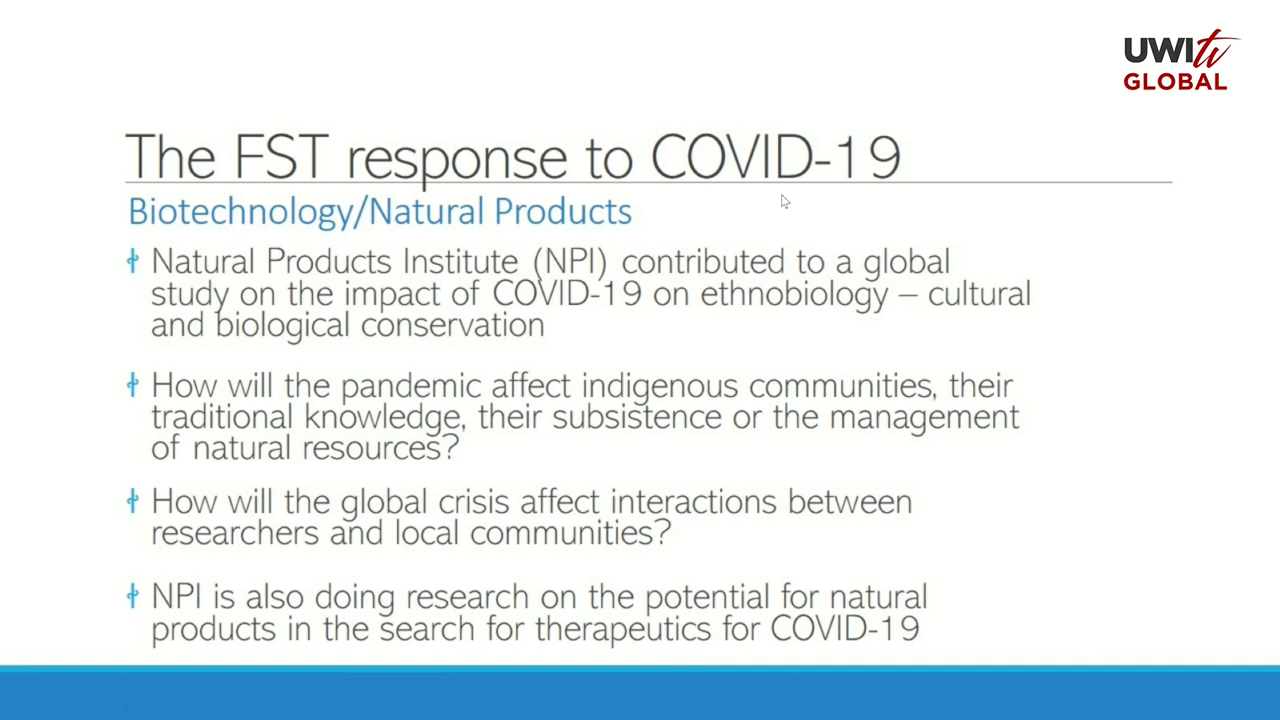 UWItv
GLOBAL
The FST response to COVID-19
Biotechnology/Natural Products
Natural Products Institute (NPI) contributed to a global
study on the impact of COVID-19 on ethnobiology – cultural
and biological conservation
How will the pandemic affect indigenous communities, their
traditional knowledge, their subsistence or the management
of natural resources?
How will the global crisis affect interactions between
researchers and local communities?
NPI is also doing research on the potential for natural
products in the search for therapeutics for COVID-19